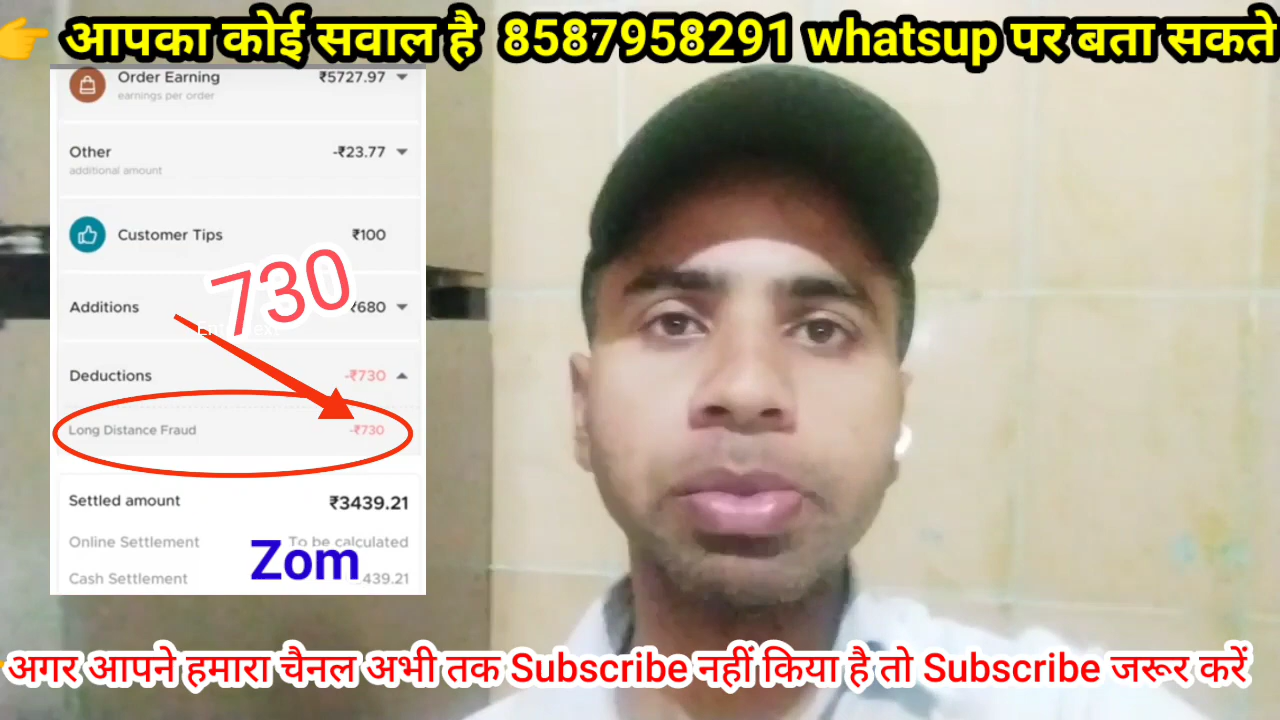 👉 आपका कोई सवाल है 8587958291 whatsup पर बता सकते
Order Earning ₹5727.97
earnings per order
Other -₹23.77
additional amount
Customer Tips ₹100
730
Additions ₹680
Deductions -₹730
Long Distance Fraud -₹730
Settled amount ₹3439.21
Online Settlement To be calculated
Zom
Cash Settlement 439.21
अगर आपने हमारा चैनल अभी तक Subscribe नहीं किया है तो Subscribe जरूर करें